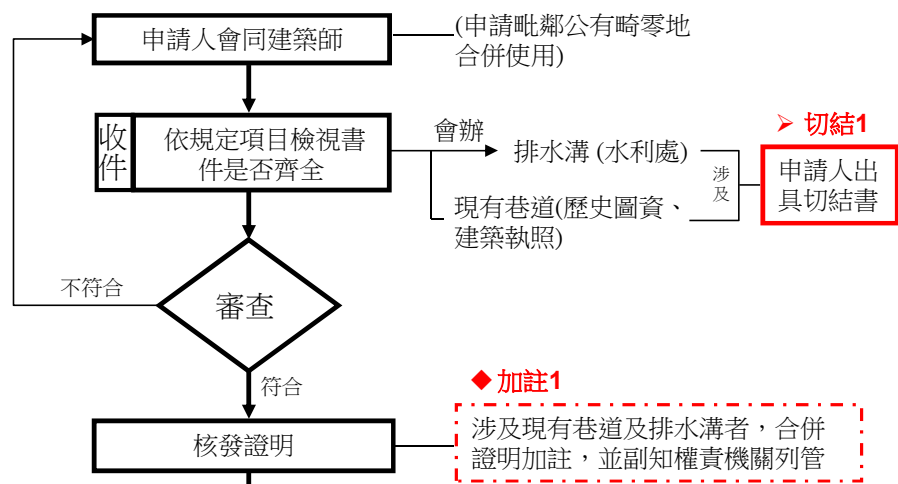 申請人會同建築師
(申請毗鄰公有畸零地
合併使用)
收件
依規定項目檢視書
件是否齊全
會辦
排水溝 (水利處)
現有巷道(歷史圖資、
建築執照)
涉及
➢ 切結1
申請人出
具切結書
不符合
審查
符合
核發證明
◆ 加註1
涉及現有巷道及排水溝者，合併
證明加註，並副知權責機關列管